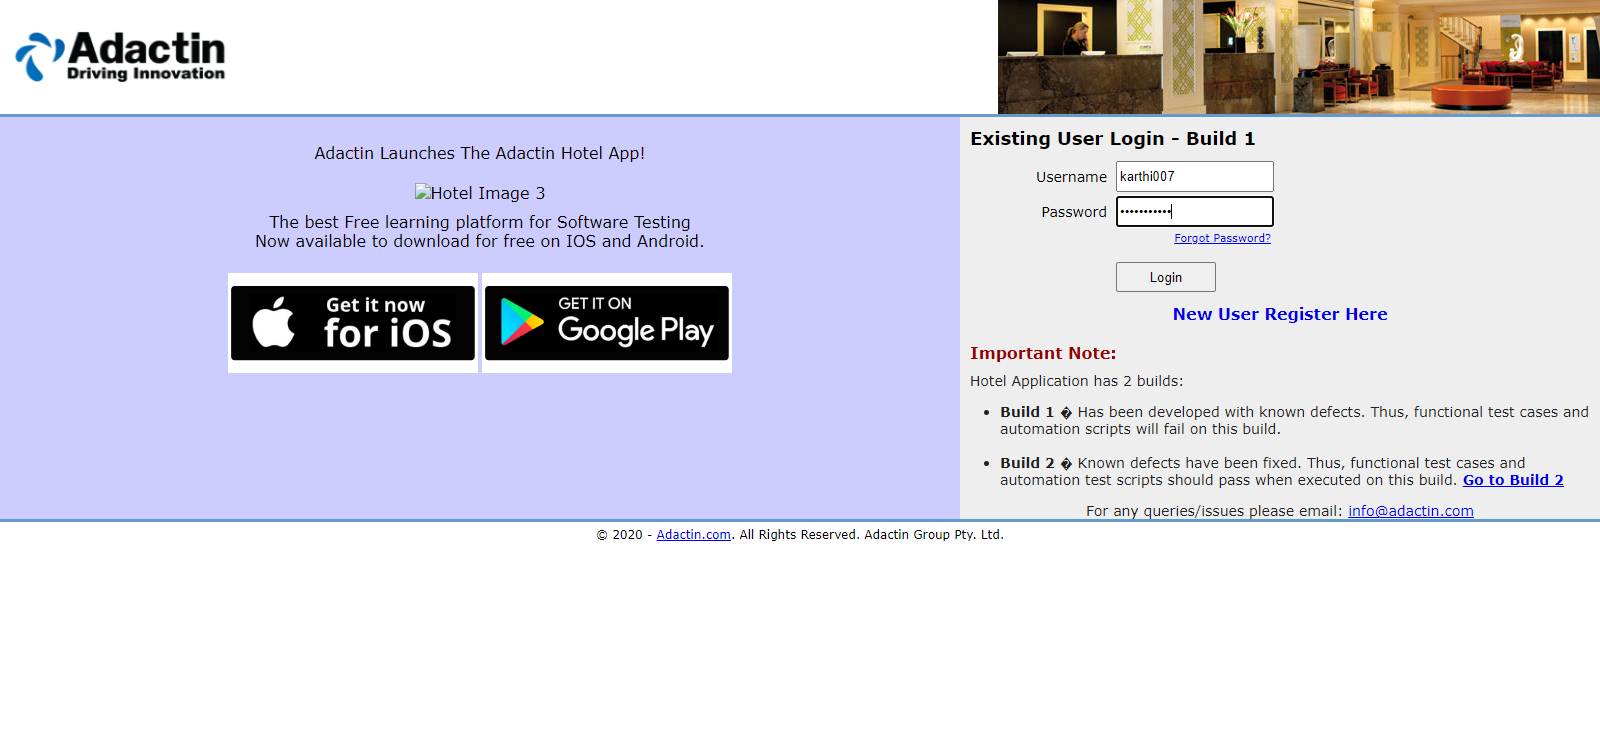 Adactin
Driving Innovation
Adactin Launches The Adactin Hotel App!
Hotel Image 3
The best Free learning platform for Software Testing
Now available to download for free on IOS and Android.
Get it now
for iOS
GET IT ON
Google Play
Existing User Login - Build 1
Username karthi007
Password •••••••••••
Forgot Password?
Login
New User Register Here
Important Note:
Hotel Application has 2 builds:
• Build 1 � Has been developed with known defects. Thus, functional test cases and
automation scripts will fail on this build.
• Build 2 � Known defects have been fixed. Thus, functional test cases and
automation test scripts should pass when executed on this build. Go to Build 2
For any queries/issues please email: info@adactin.com
© 2020 - Adactin.com. All Rights Reserved. Adactin Group Pty. Ltd.